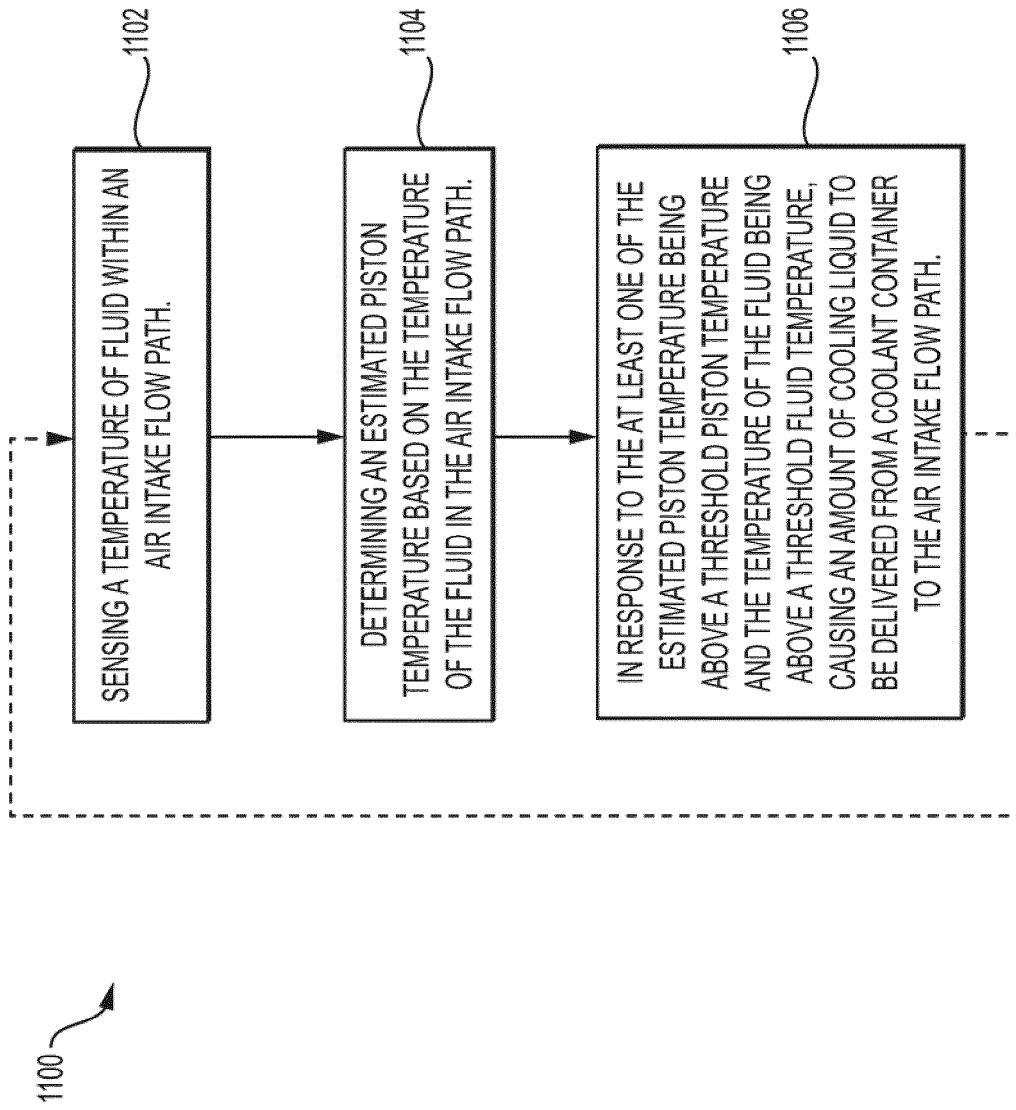 1100
1102
SENSING A TEMPERATURE OF FLUID WITHIN AN
AIR INTAKE FLOW PATH.
1104
DETERMINING AN ESTIMATED PISTON
TEMPERATURE BASED ON THE TEMPERATURE
OF THE FLUID IN THE AIR INTAKE FLOW PATH.
1106
IN RESPONSE TO THE AT LEAST ONE OF THE
ESTIMATED PISTON TEMPERATURE BEING
ABOVE A THRESHOLD PISTON TEMPERATURE
AND THE TEMPERATURE OF THE FLUID BEING
ABOVE A THRESHOLD FLUID TEMPERATURE,
CAUSING AN AMOUNT OF COOLING LIQUID TO
BE DELIVERED FROM A COOLANT CONTAINER
TO THE AIR INTAKE FLOW PATH.